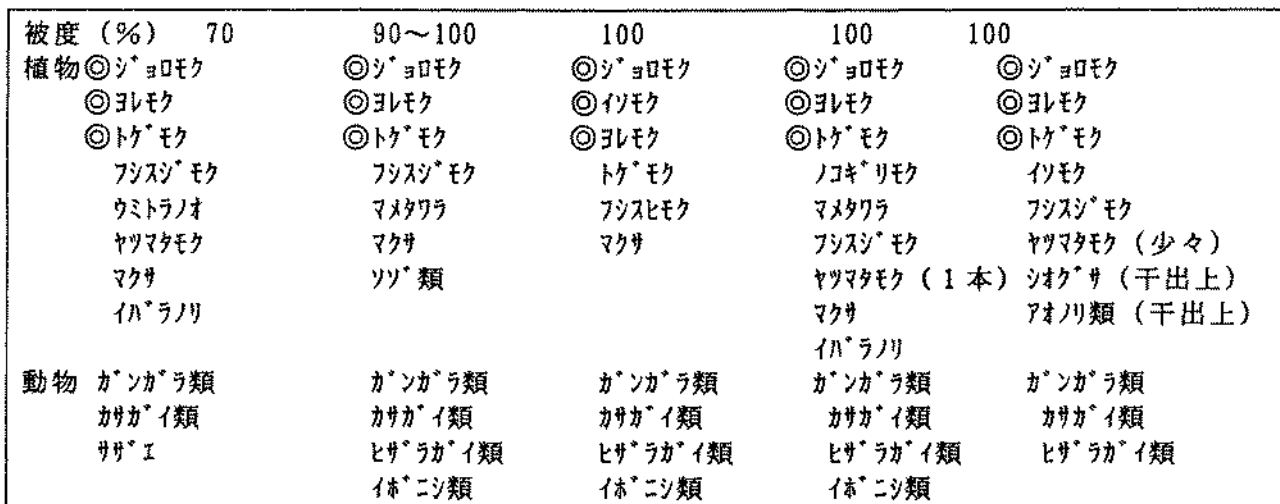 被度（%） 70 90～100 100 100 100
植物 ◎ジョロモク ◎ジョロモク ◎ジョロモク ◎ジョロモク ◎ジョロモク
◎ヨレモク ◎ヨレモク ◎イソモク ◎ヨレモク ◎ヨレモク
◎トゲモク ◎トゲモク ◎ヨレモク ◎トゲモク ◎トゲモク
フシスジモク フシスジモク トゲモク ノコギリモク イソモク
ウミトラノオ マメタワラ フシスヒモク マメタワラ フシスジモク
ヤツマタモク マクサ マクサ フシスジモク ヤツマタモク（少々）
マクサ ソゾ類 ヤツマタモク（1本） シオグサ（干出上）
イバラノリ マクサ アオノリ類（干出上）
イバラノリ
動物 ガンガラ類 ガンガラ類 ガンガラ類 ガンガラ類 ガンガラ類
カサガイ類 カサガイ類 カサガイ類 カサガイ類 カサガイ類
サザエ ヒザラガイ類 ヒザラガイ類 ヒザラガイ類 ヒザラガイ類
イボニシ類 イボニシ類 イボニシ類